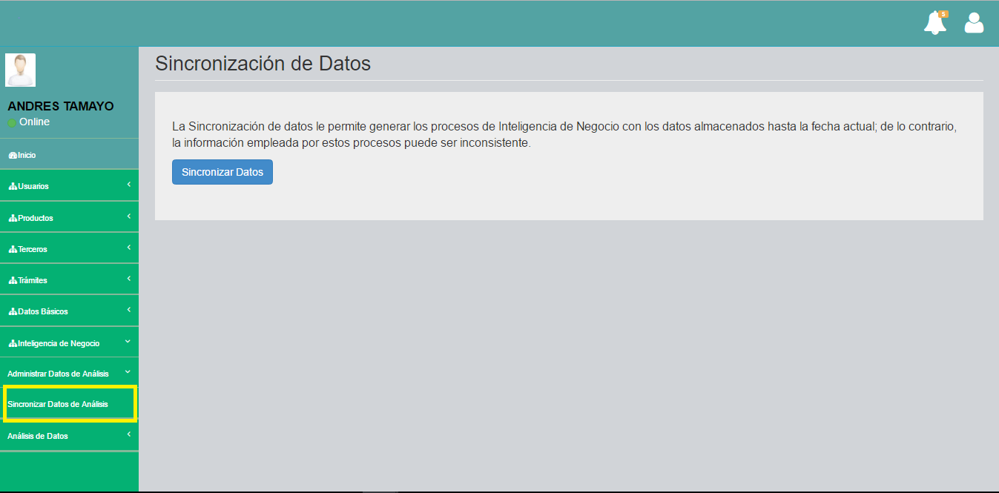 5
Sincronización de Datos
ANDRES TAMAYO
Online
La Sincronización de datos le permite generar los procesos de Inteligencia de Negocio con los datos almacenados hasta la fecha actual; de lo contrario,
la información empleada por estos procesos puede ser inconsistente.
Sincronizar Datos
Inicio
Usuarios
Productos
Terceros
Trámites
Datos Básicos
Inteligencia de Negocio
Administrar Datos de Análisis
Sincronizar Datos de Análisis
Análisis de Datos